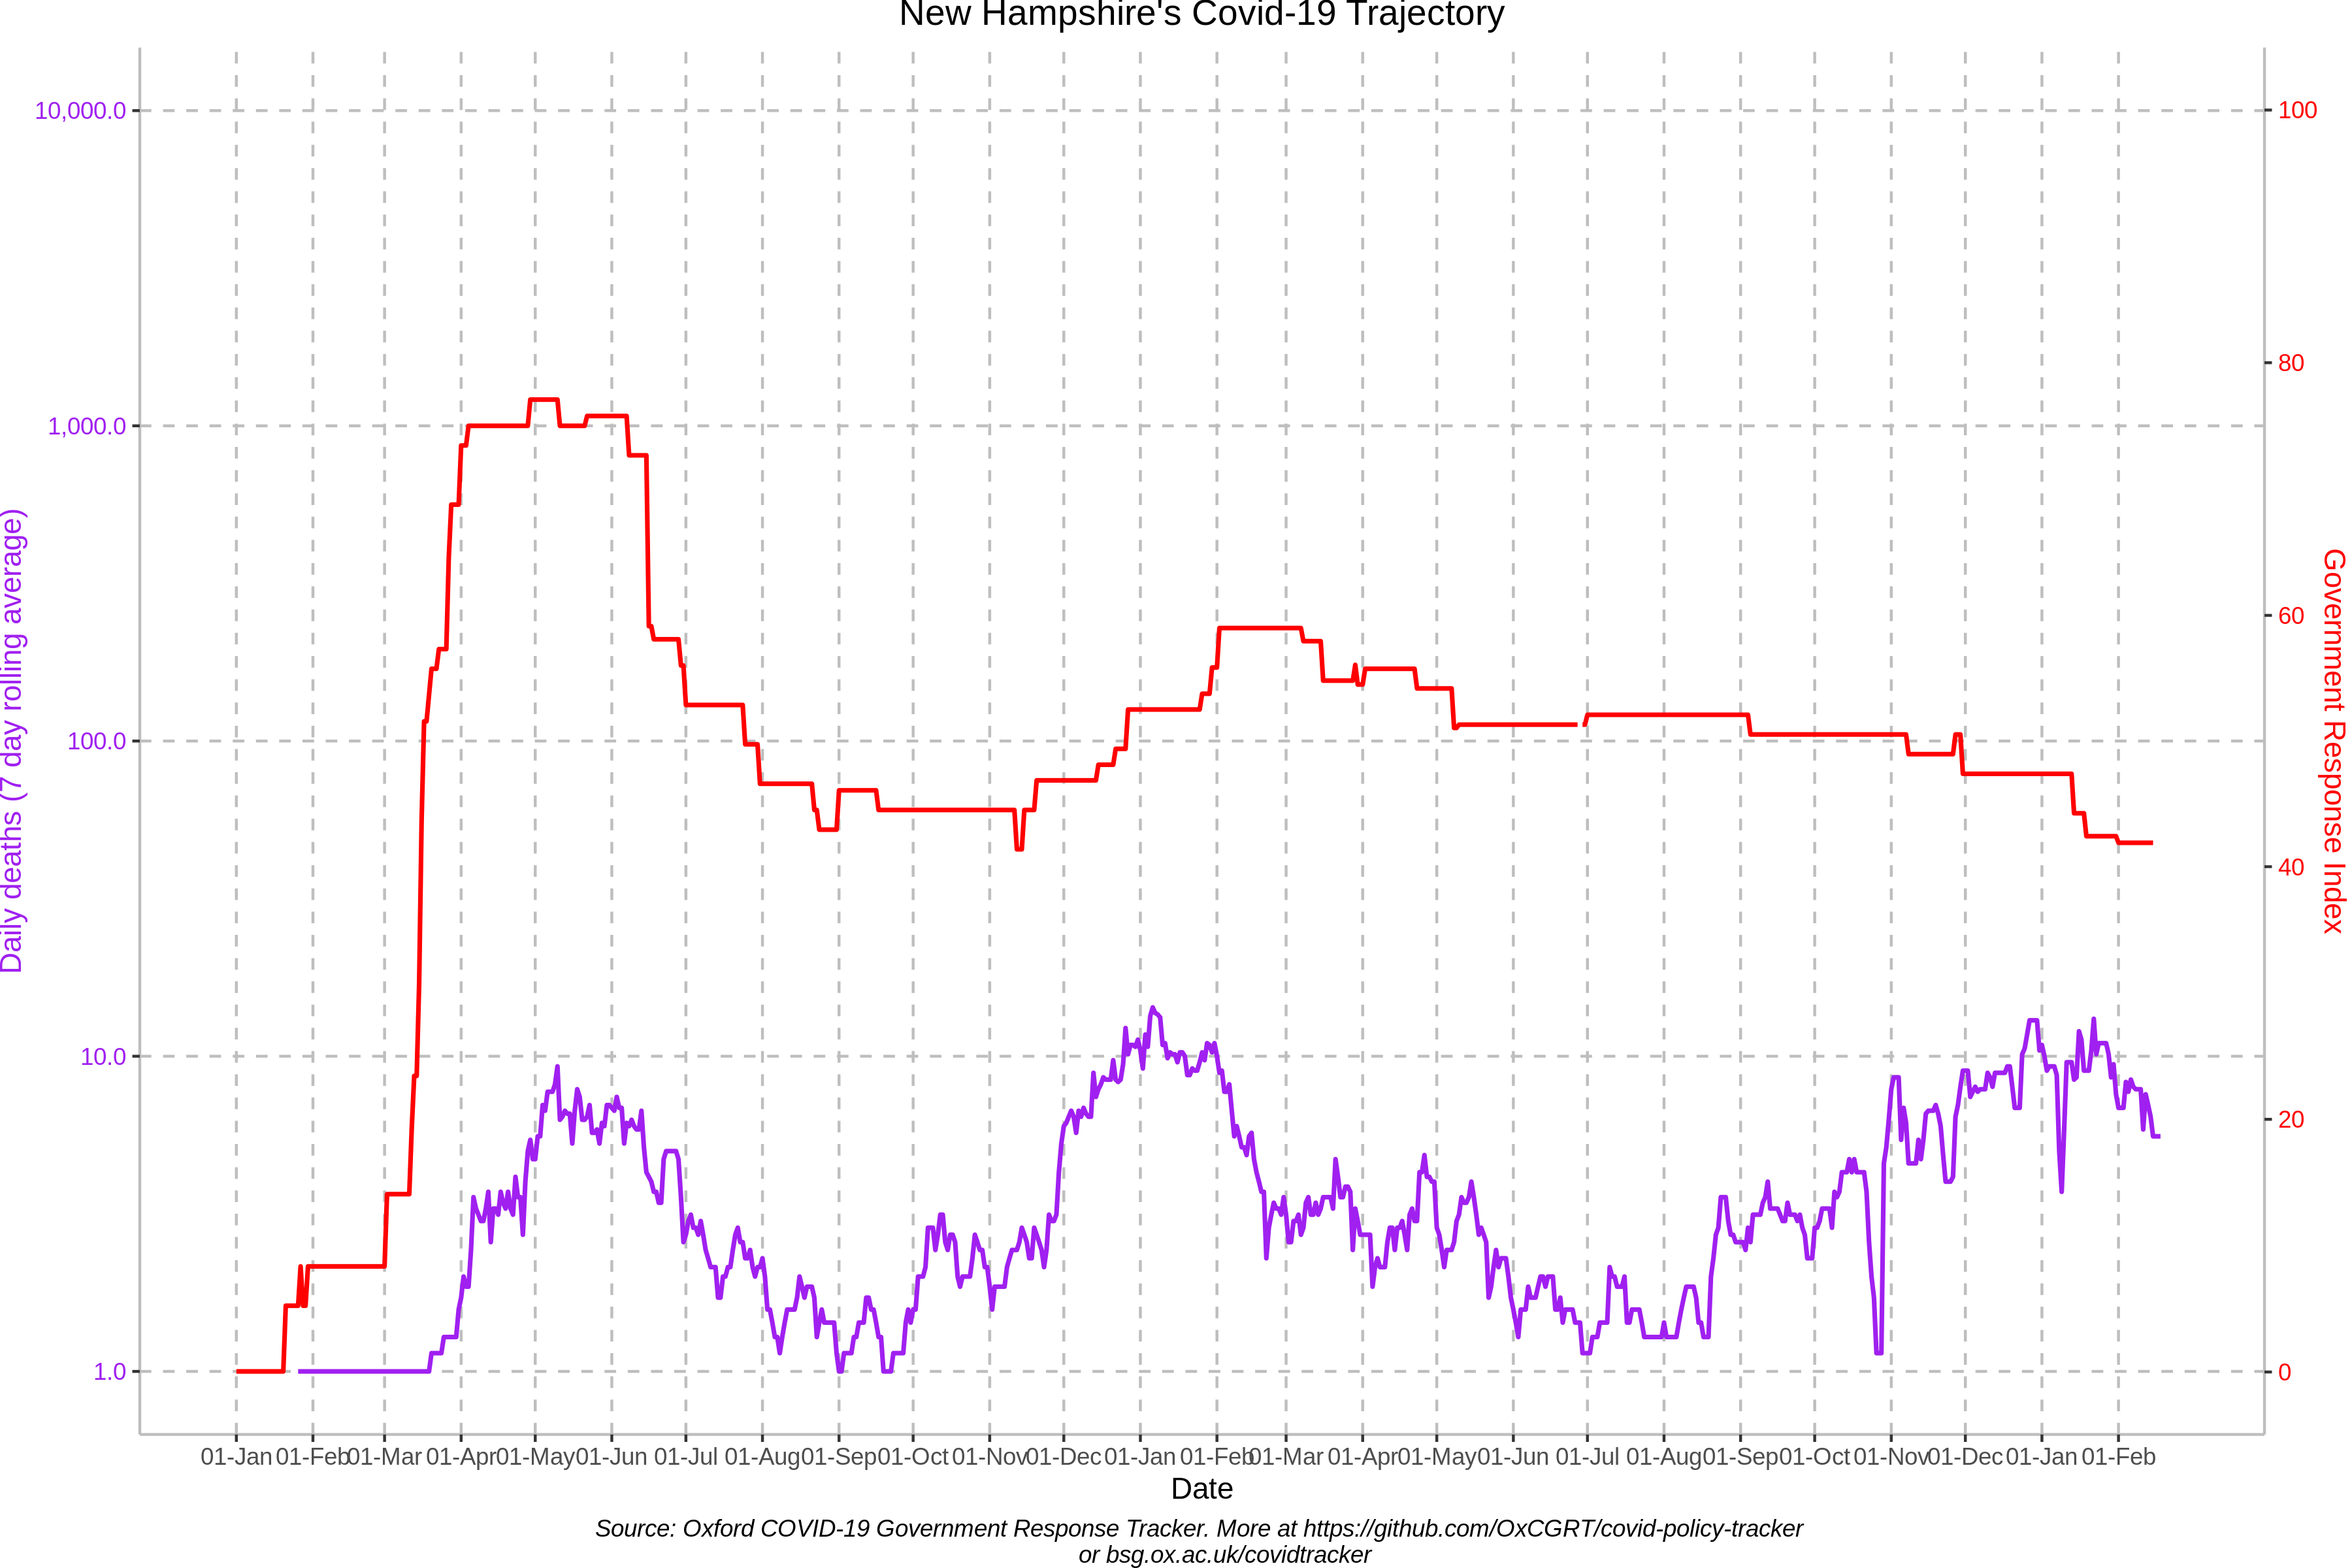 New Hampshire's Covid-19 Trajectory
10,000.0
1,000.0
100.0
10.0
1.0
Daily deaths (7 day rolling average)
100
80
60
40
20
0
Government Response Index
01-Jan 01-Feb 01-Mar 01-Apr 01-May 01-Jun 01-Jul 01-Aug 01-Sep 01-Oct 01-Nov 01-Dec 01-Jan 01-Feb 01-Mar 01-Apr 01-May 01-Jun 01-Jul 01-Aug 01-Sep 01-Oct 01-Nov 01-Dec 01-Jan 01-Feb
Date
Source: Oxford COVID-19 Government Response Tracker. More at https://github.com/OxCGRT/covid-policy-tracker
or bsg.ox.ac.uk/covidtracker